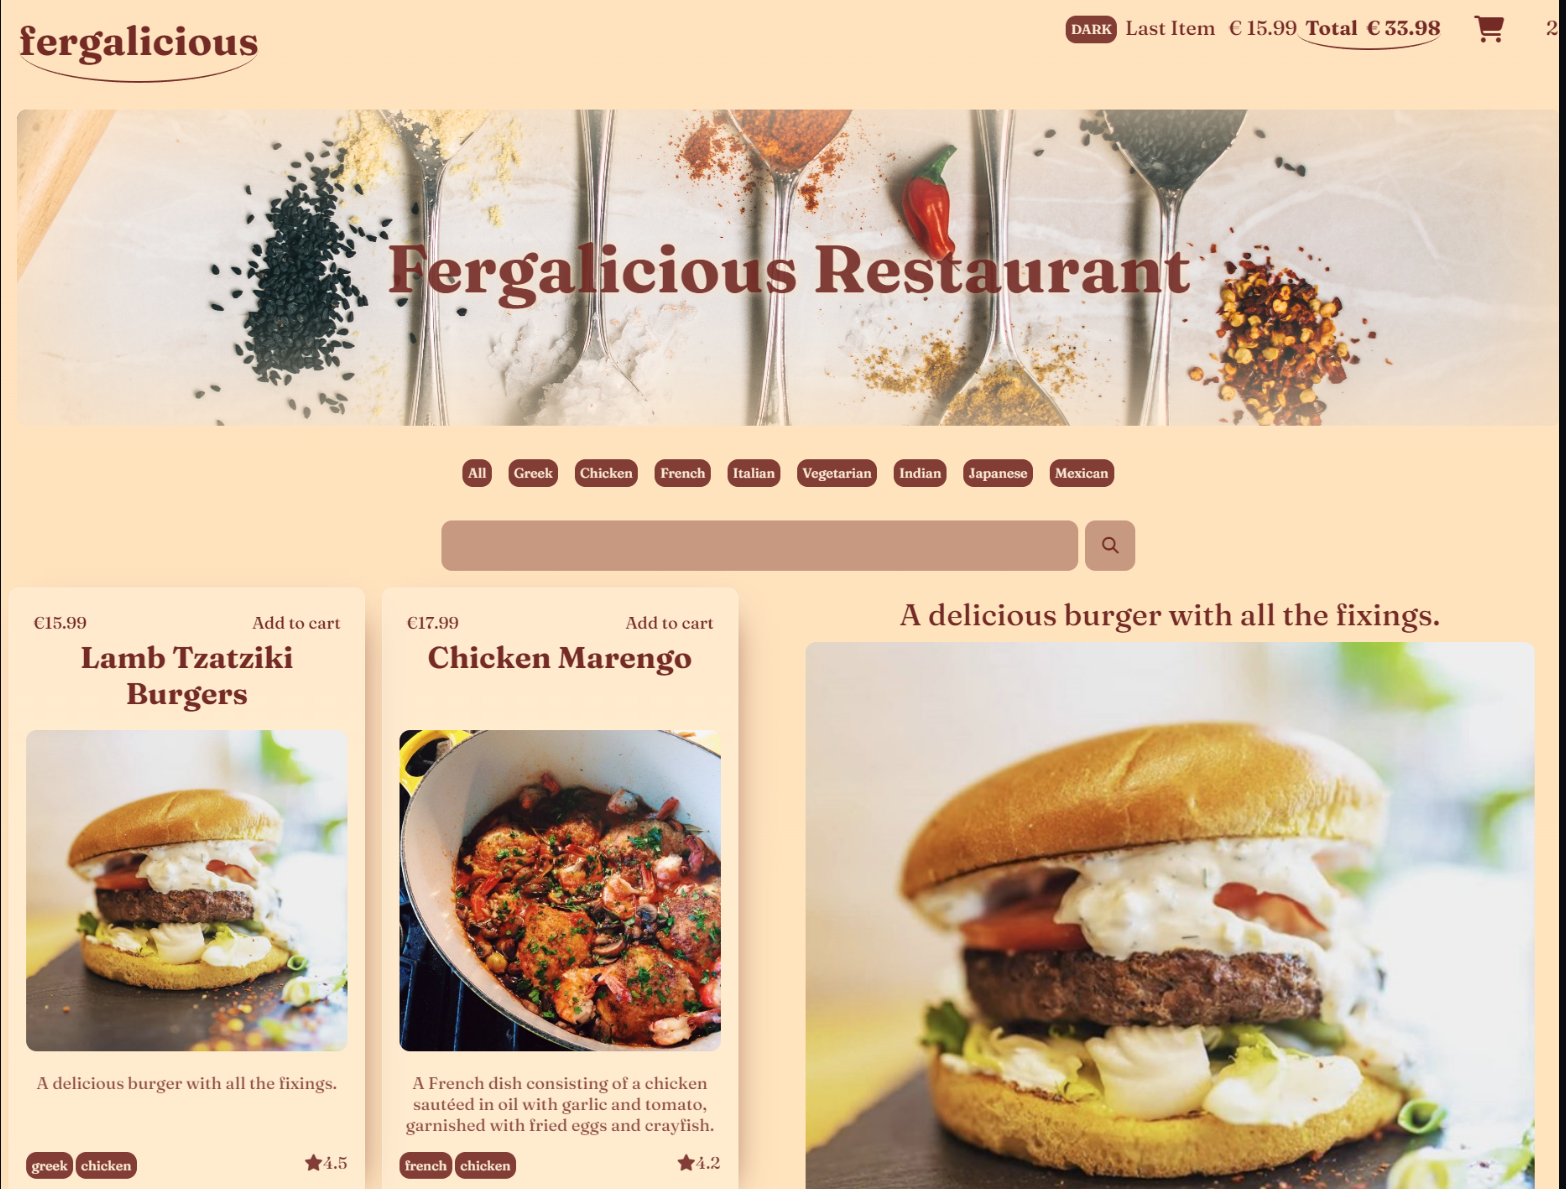 fergalicious
DARK Last Item € 15.99 Total € 33.98 2
Fergalicious Restaurant
All Greek Chicken French Italian Vegetarian Indian Japanese Mexican
€15.99 Add to cart
Lamb Tzatziki
Burgers
A delicious burger with all the fixings.
greek chicken 4.5
€17.99 Add to cart
Chicken Marengo
A French dish consisting of a chicken
sautéed in oil with garlic and tomato,
garnished with fried eggs and crayfish.
french chicken 4.2
A delicious burger with all the fixings.